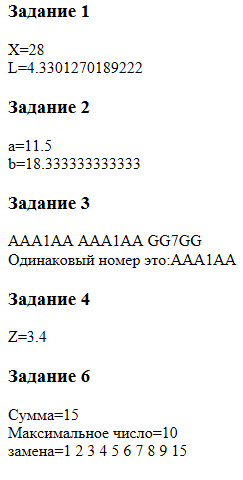 Задание 1
X=28
L=4.3301270189222
Задание 2
a=11.5
b=18.333333333333
Задание 3
AAA1AA AAA1AA GG7GG
Одинаковый номер это:AAA1AA
Задание 4
Z=3.4
Задание 6
Сумма=15
Максимальное число=10
замена=1 2 3 4 5 6 7 8 9 15